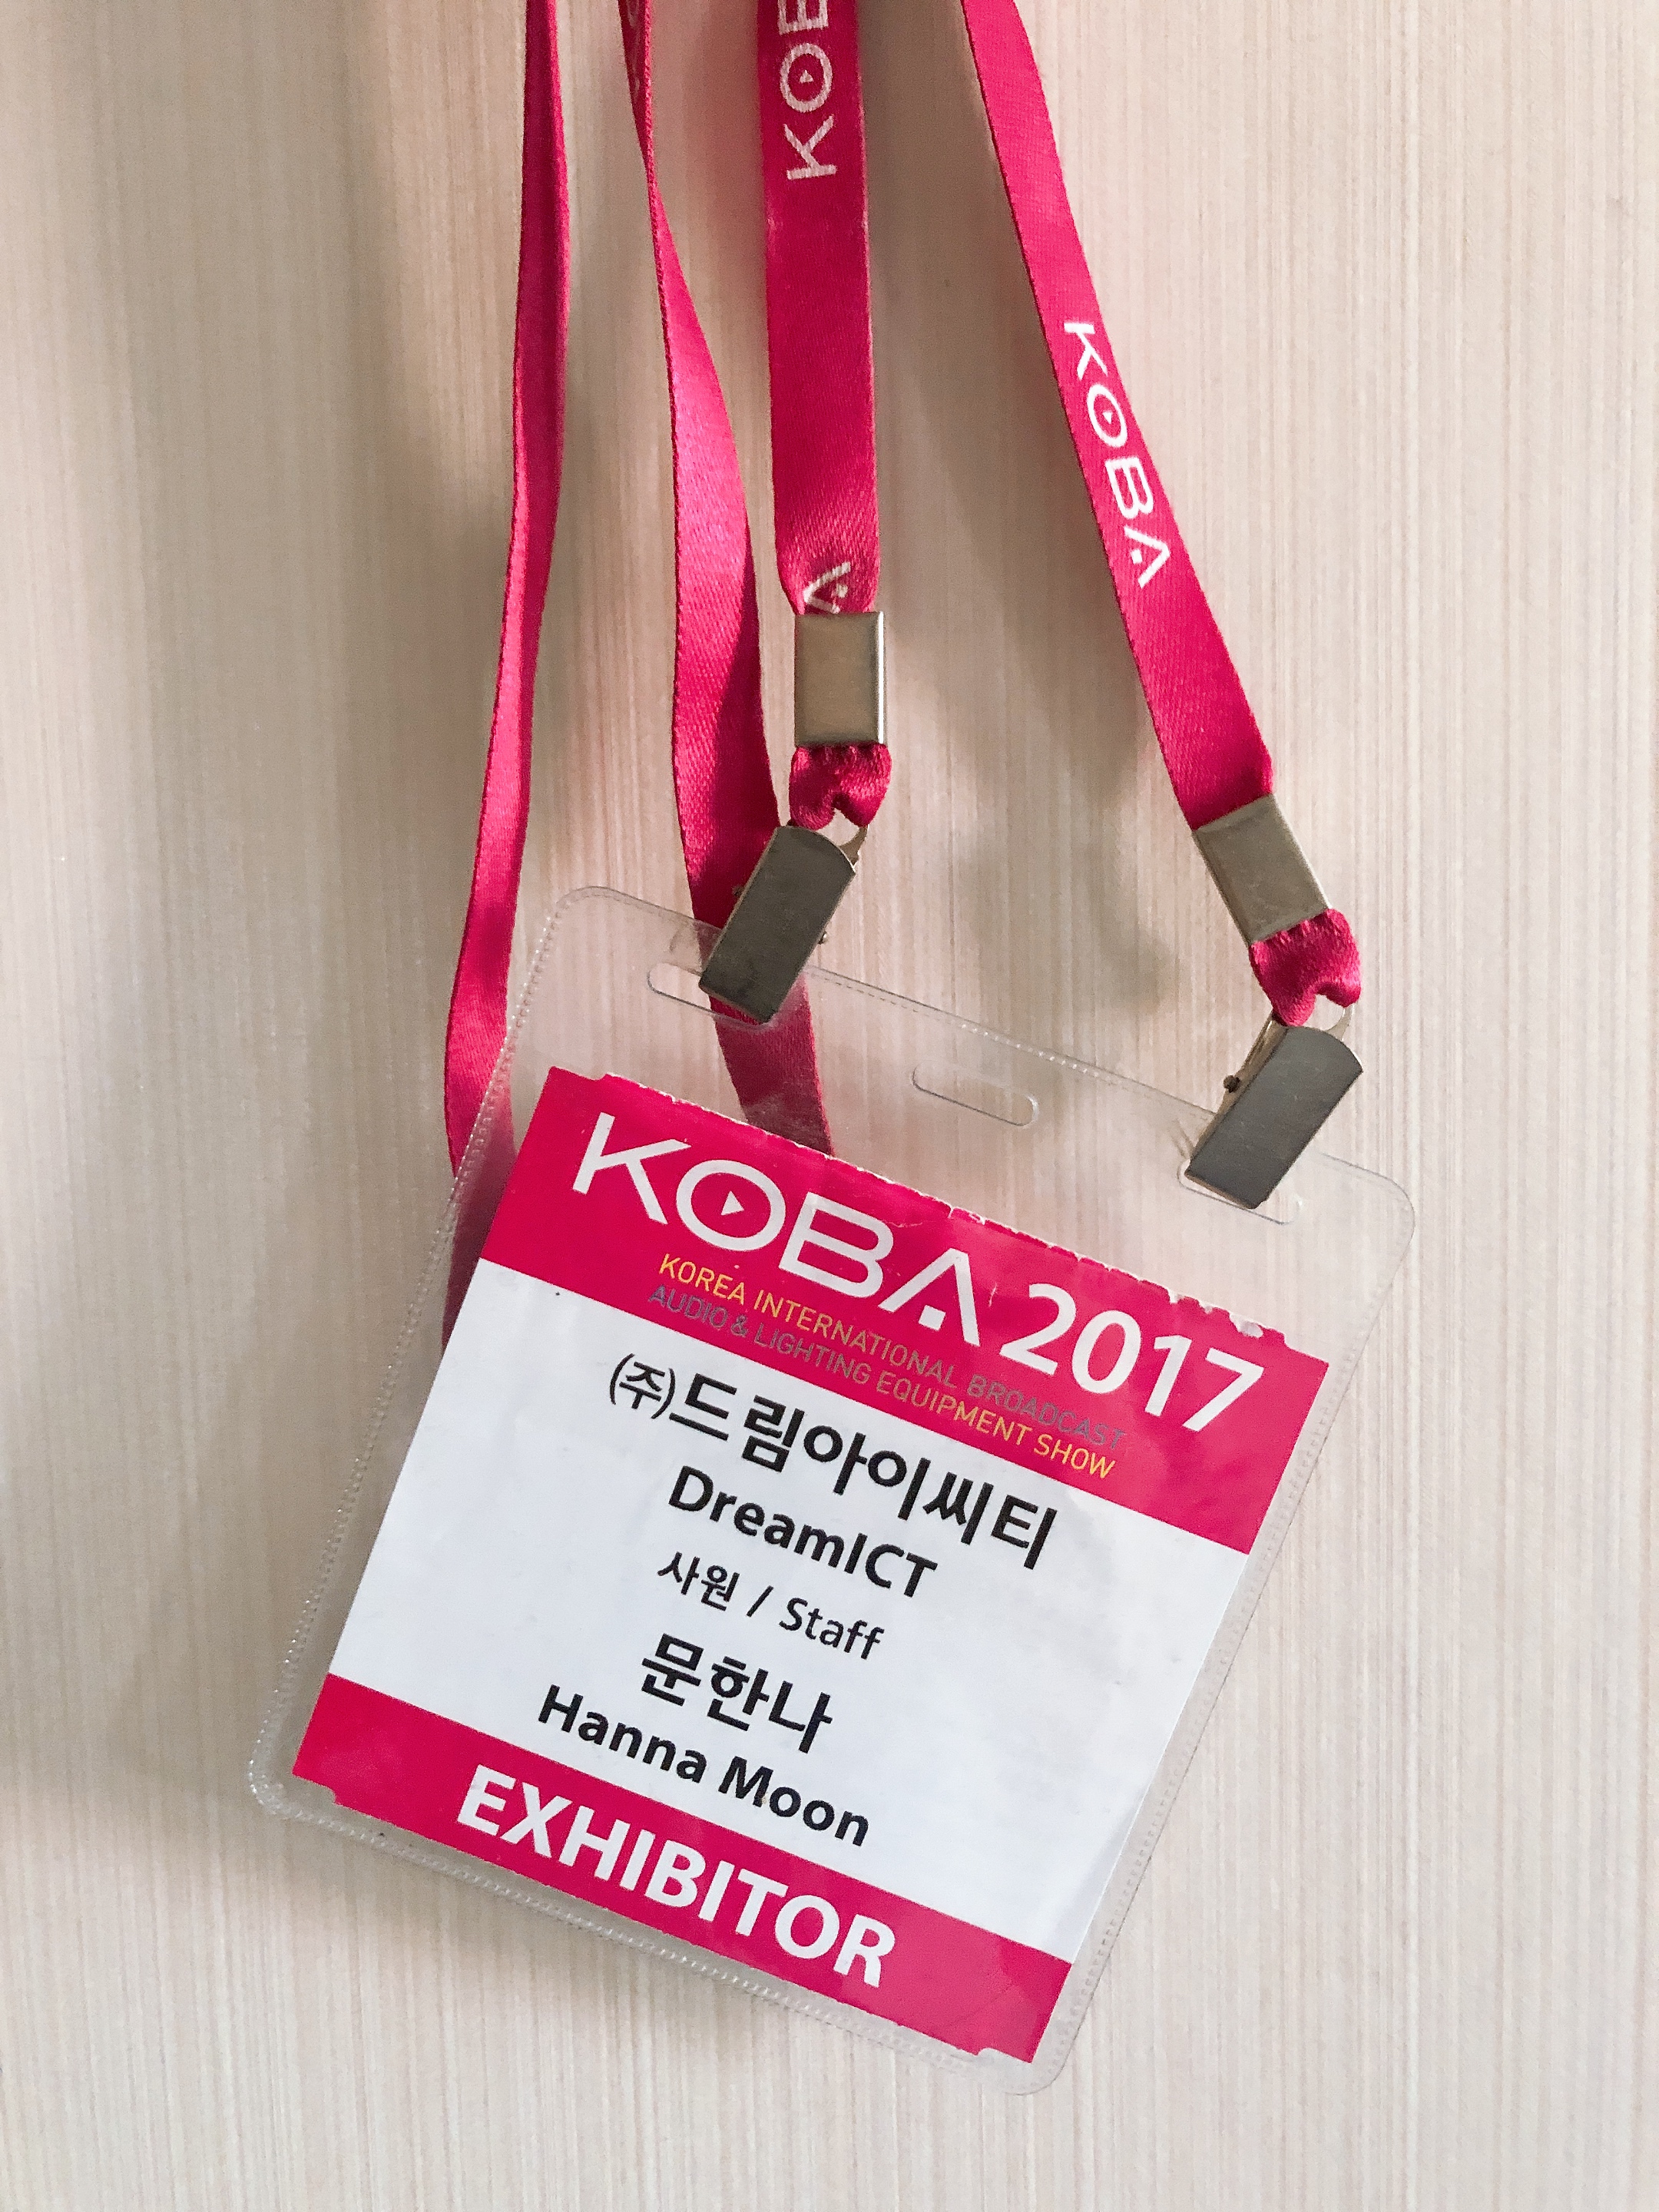 KOB
A
KOBA
KOBA 2017
KOREA INTERNATIONAL BROADCAST
AUDIO & LIGHTING EQUIPMENT SHOW
㈜드림아이씨티
DreamICT
사원 / Staff
문한나
Hanna Moon
EXHIBITOR